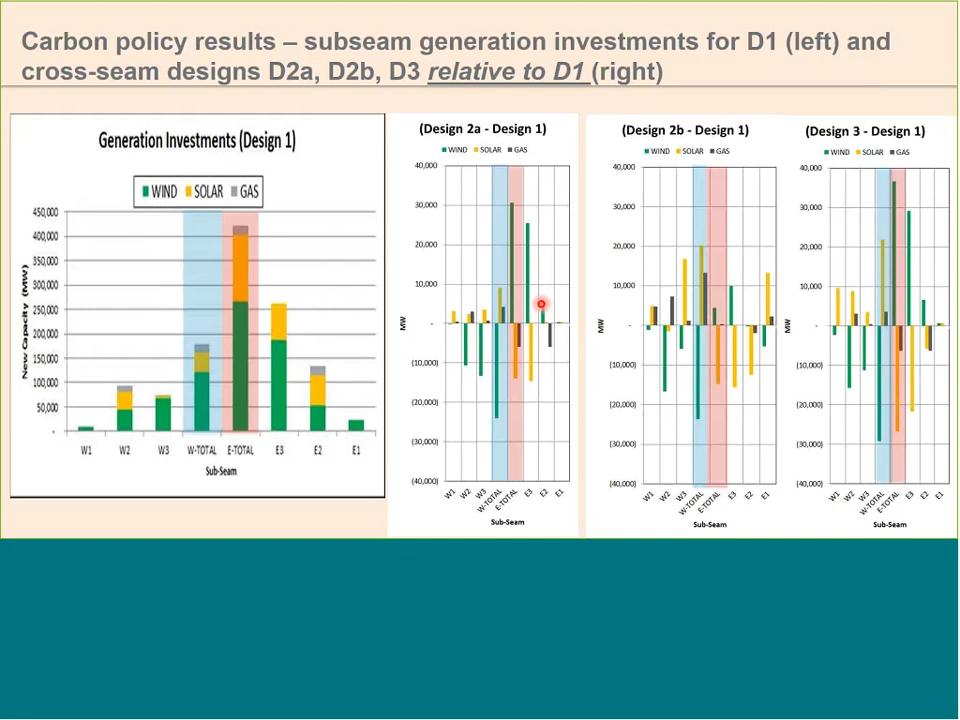 Carbon policy results – subseam generation investments for D1 (left) and
cross-seam designs D2a, D2b, D3 relative to D1 (right)
Generation Investments (Design 1)
WIND SOLAR GAS
New Capacity (MW)
450,000
400,000
350,000
300,000
250,000
200,000
150,000
100,000
50,000
-
W1 W2 W3 W-TOTAL E-TOTAL E3 E2 E1
Sub-Seam
(Design 2a - Design 1)
WIND SOLAR GAS
MW
40,000
30,000
20,000
10,000
-
(10,000)
(20,000)
(30,000)
(40,000)
W1 W2 W3 W-TOTAL E-TOTAL E3 E2 E1
Sub-Seam
(Design 2b - Design 1)
WIND SOLAR GAS
MW
40,000
30,000
20,000
10,000
-
(10,000)
(20,000)
(30,000)
(40,000)
W1 W2 W3 W-TOTAL E-TOTAL E3 E2 E1
Sub-Seam
(Design 3 - Design 1)
WIND SOLAR GAS
MW
40,000
30,000
20,000
10,000
-
(10,000)
(20,000)
(30,000)
(40,000)
W1 W2 W3 W-TOTAL E-TOTAL E3 E2 E1
Sub-Seam